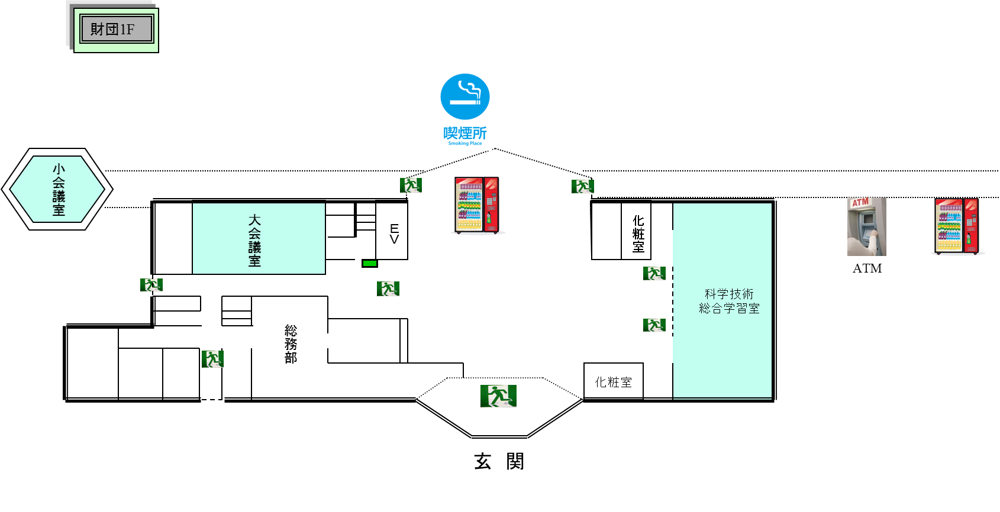 財団1F
喫煙所
Smoking Place
小会議室
大会議室
EV
化粧室
ATM
ATM
科学技術
総合学習室
総務部
化粧室
玄 関